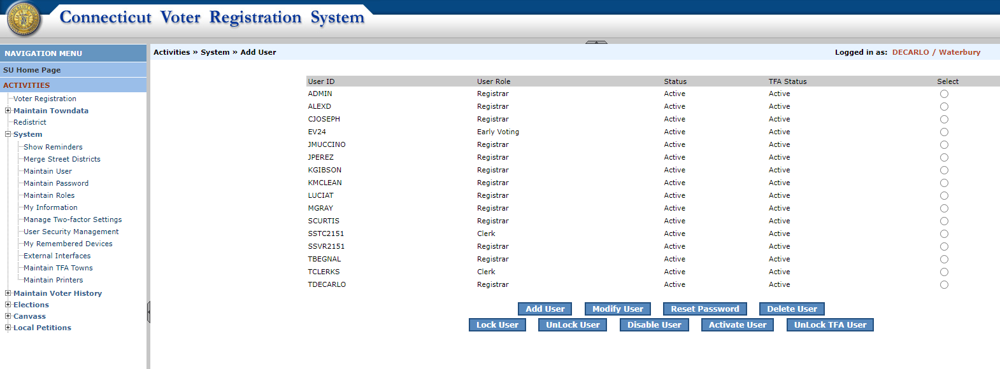 Connecticut Voter Registration System
NAVIGATION MENU
SU Home Page
ACTIVITIES
Voter Registration
Maintain Towndata
Redistrict
System
Show Reminders
Merge Street Districts
Maintain User
Maintain Password
Maintain Roles
My Information
Manage Two-factor Settings
User Security Management
My Remembered Devices
External Interfaces
Maintain TFA Towns
Maintain Printers
Maintain Voter History
Elections
Canvass
Local Petitions
Activities » System » Add User
Logged in as: DECARLO / Waterbury
User ID User Role Status TFA Status Select
ADMIN Registrar Active Active
ALEXD Registrar Active Active
CJOSEPH Registrar Active Active
EV24 Early Voting Active Active
JMUCCINO Registrar Active Active
JPEREZ Registrar Active Active
KGIBSON Registrar Active Active
KMCLEAN Registrar Active Active
LUCIAT Registrar Active Active
MGRAY Registrar Active Active
SCURTIS Registrar Active Active
SSTC2151 Clerk Active Active
SSVR2151 Registrar Active Active
TBEGNAL Registrar Active Active
TCLERKS Clerk Active Active
TDECARLO Registrar Active Active
Add User Modify User Reset Password Delete User
Lock User UnLock User Disable User Activate User UnLock TFA User